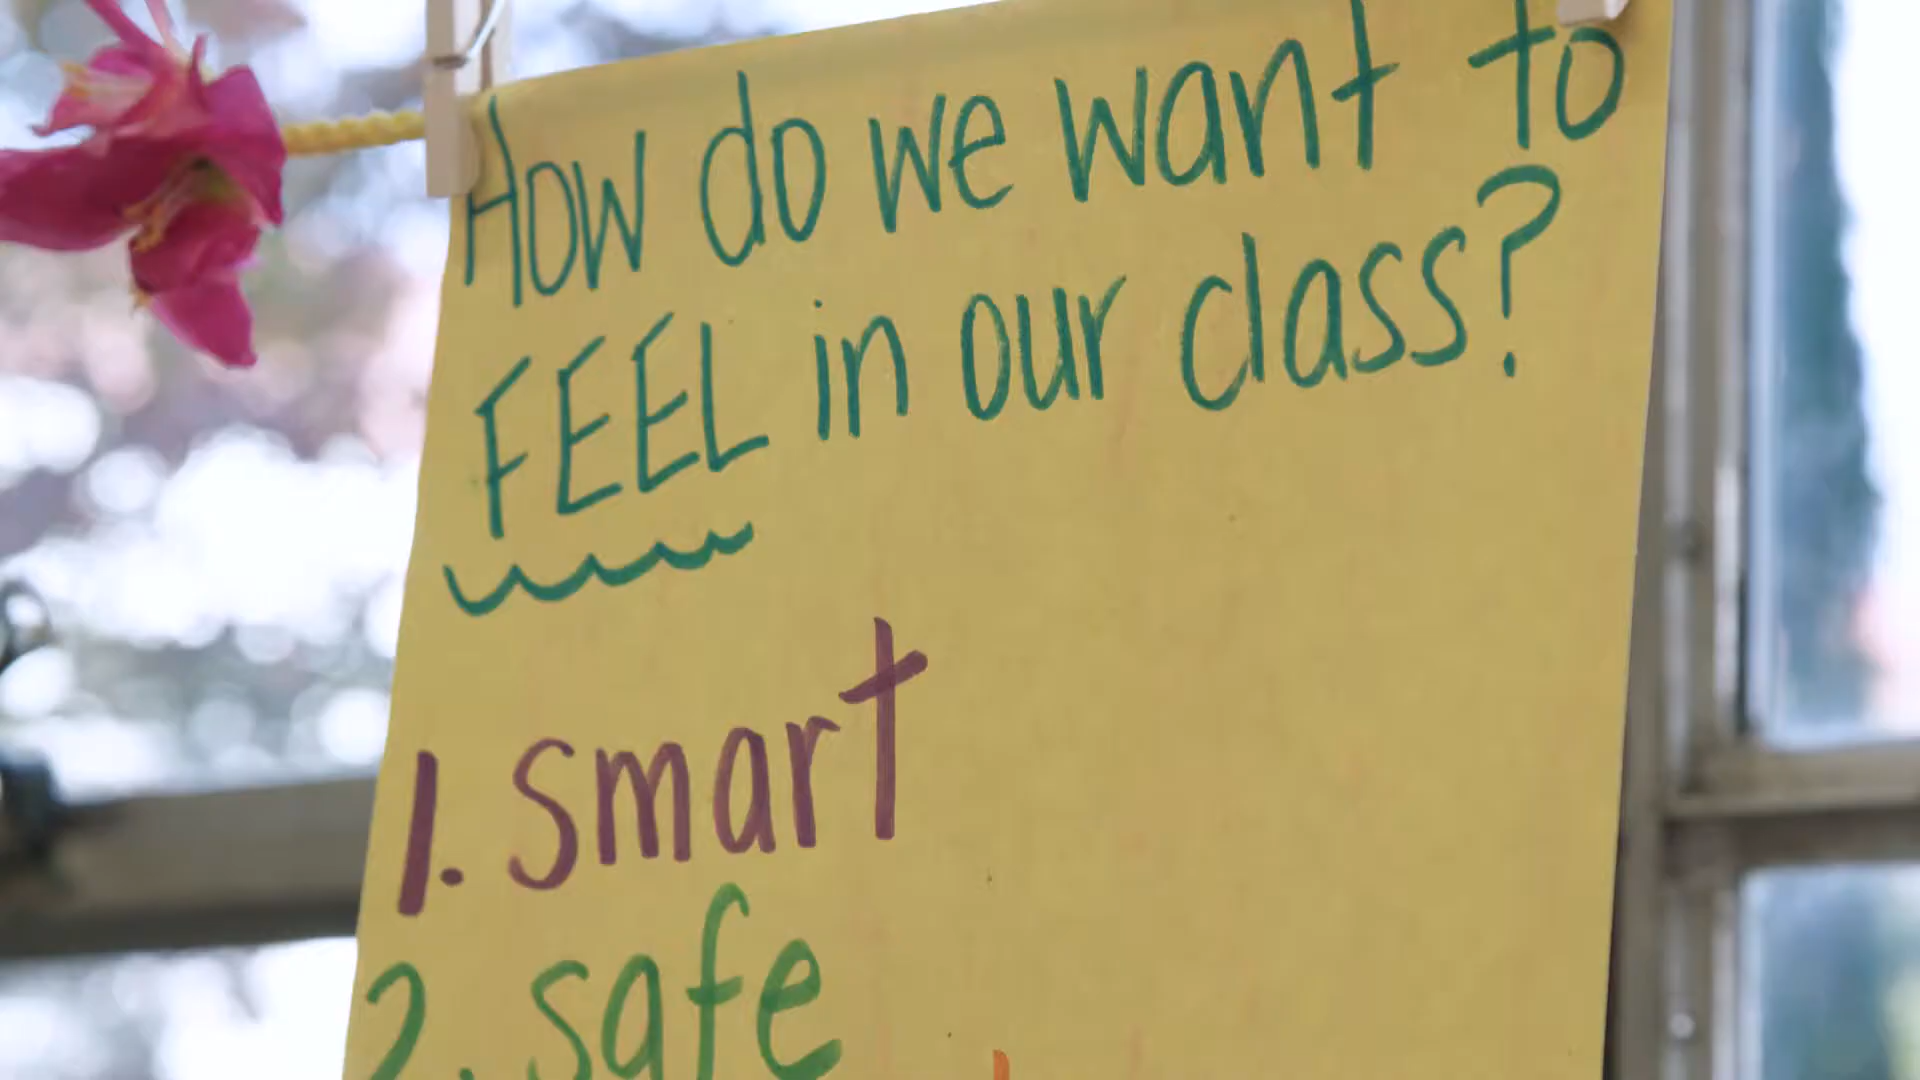 How do we want to
FEEL in our class?
1. smart
2. safe